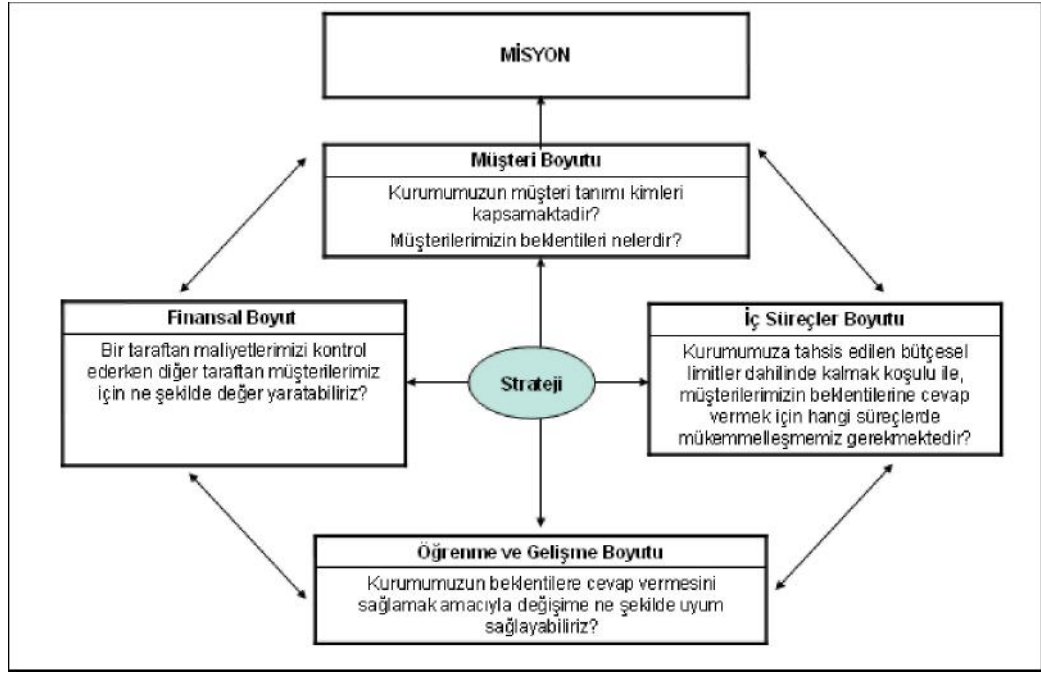 MİSYON
Müşteri Boyutu
Kurumumuzun müşteri tanımı kimleri
kapsamaktadir?
Müşterilerimizin beklentileri nelerdir?
Finansal Boyut
Bir taraftan maliyetlerimizi kontrol
ederken diğer taraftan müşterilerimiz
için ne şekilde değer yaratabiliriz?
Strateji
İç Süreçler Boyutu
Kurumumuza tahsis edilen bütçesel
limitler dahilinde kalmak koşulu ile,
müşterilerimizin beklentilerine cevap
vermek için hangi süreçlerde
mükemmelleşmemiz gerekmektedir?
Öğrenme ve Gelişme Boyutu
Kurumumuzun beklentilere cevap vermesini
sağlamak amacıyla değişime ne şekilde uyum
sağlayabiliriz?